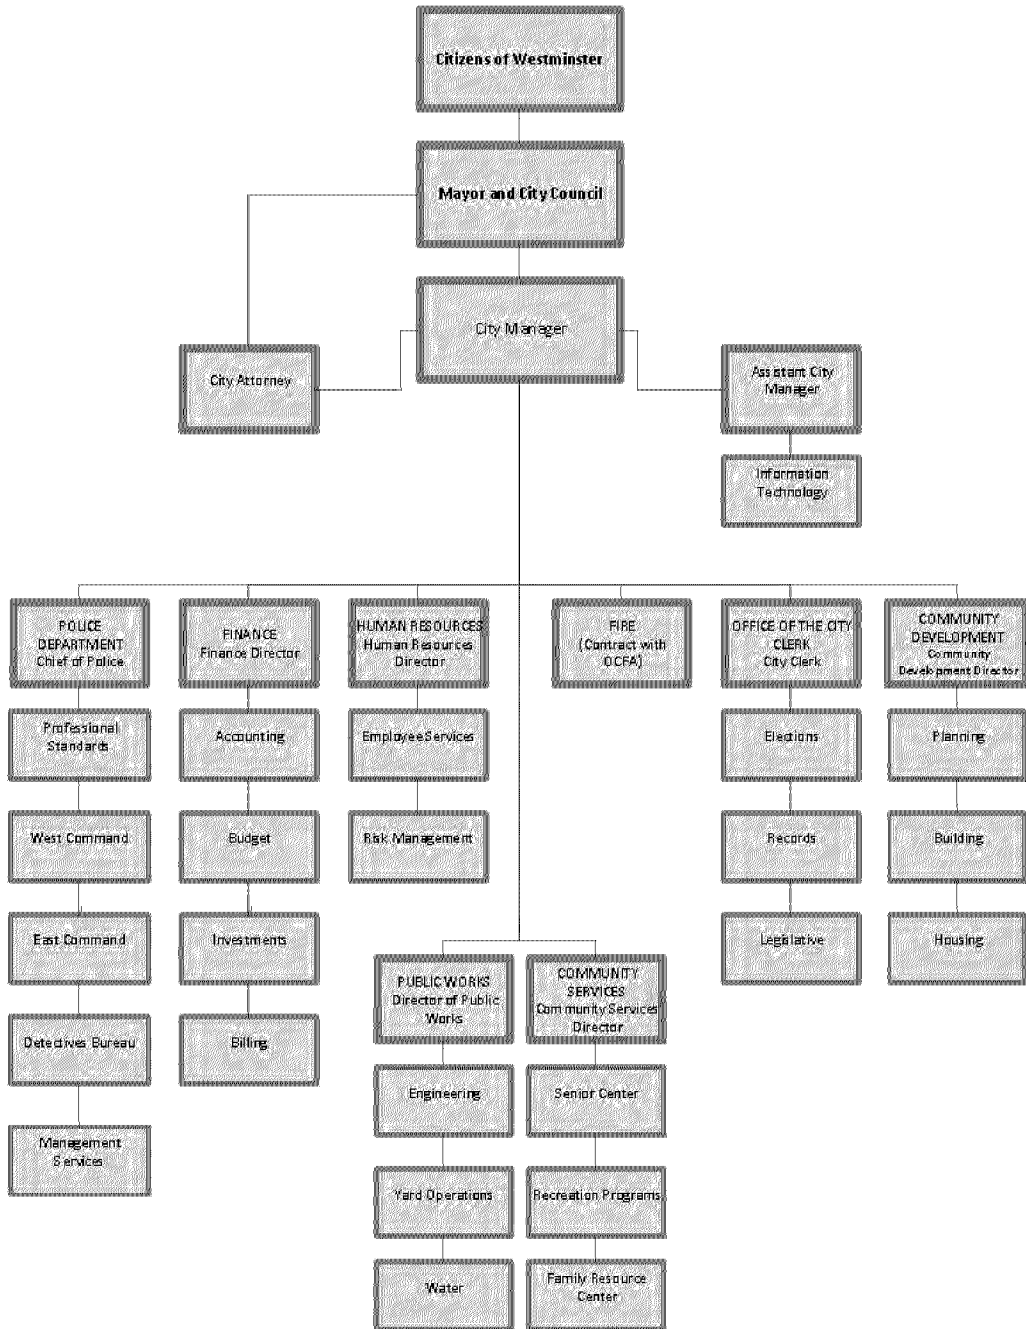 Citizens of Westminster
Mayor and City Council
City Manager
City Attorney
Assistant City
Manager
Information
Technology
POLICE
DEPARTMENT
Chief of Police
FINANCE
Finance Director
HUMAN RESOURCES
Human Resources
Director
FIRE
(Contract with
OCFA)
OFFICE OF THE CITY
CLERK
City Clerk
COMMUNITY
DEVELOPMENT
Community
Development Director
Professional
Standards
Accounting
Employee Services
Elections
Planning
West Command
Budget
Risk Management
Records
Building
East Command
Investments
Legislative
Housing
PUBLIC WORKS
Director of Public
Works
COMMUNITY
SERVICES
Community Services
Director
Detectives Bureau
Billing
Engineering
Senior Center
Management
Services
Yard Operations
Recreation Programs
Water
Family Resource
Center